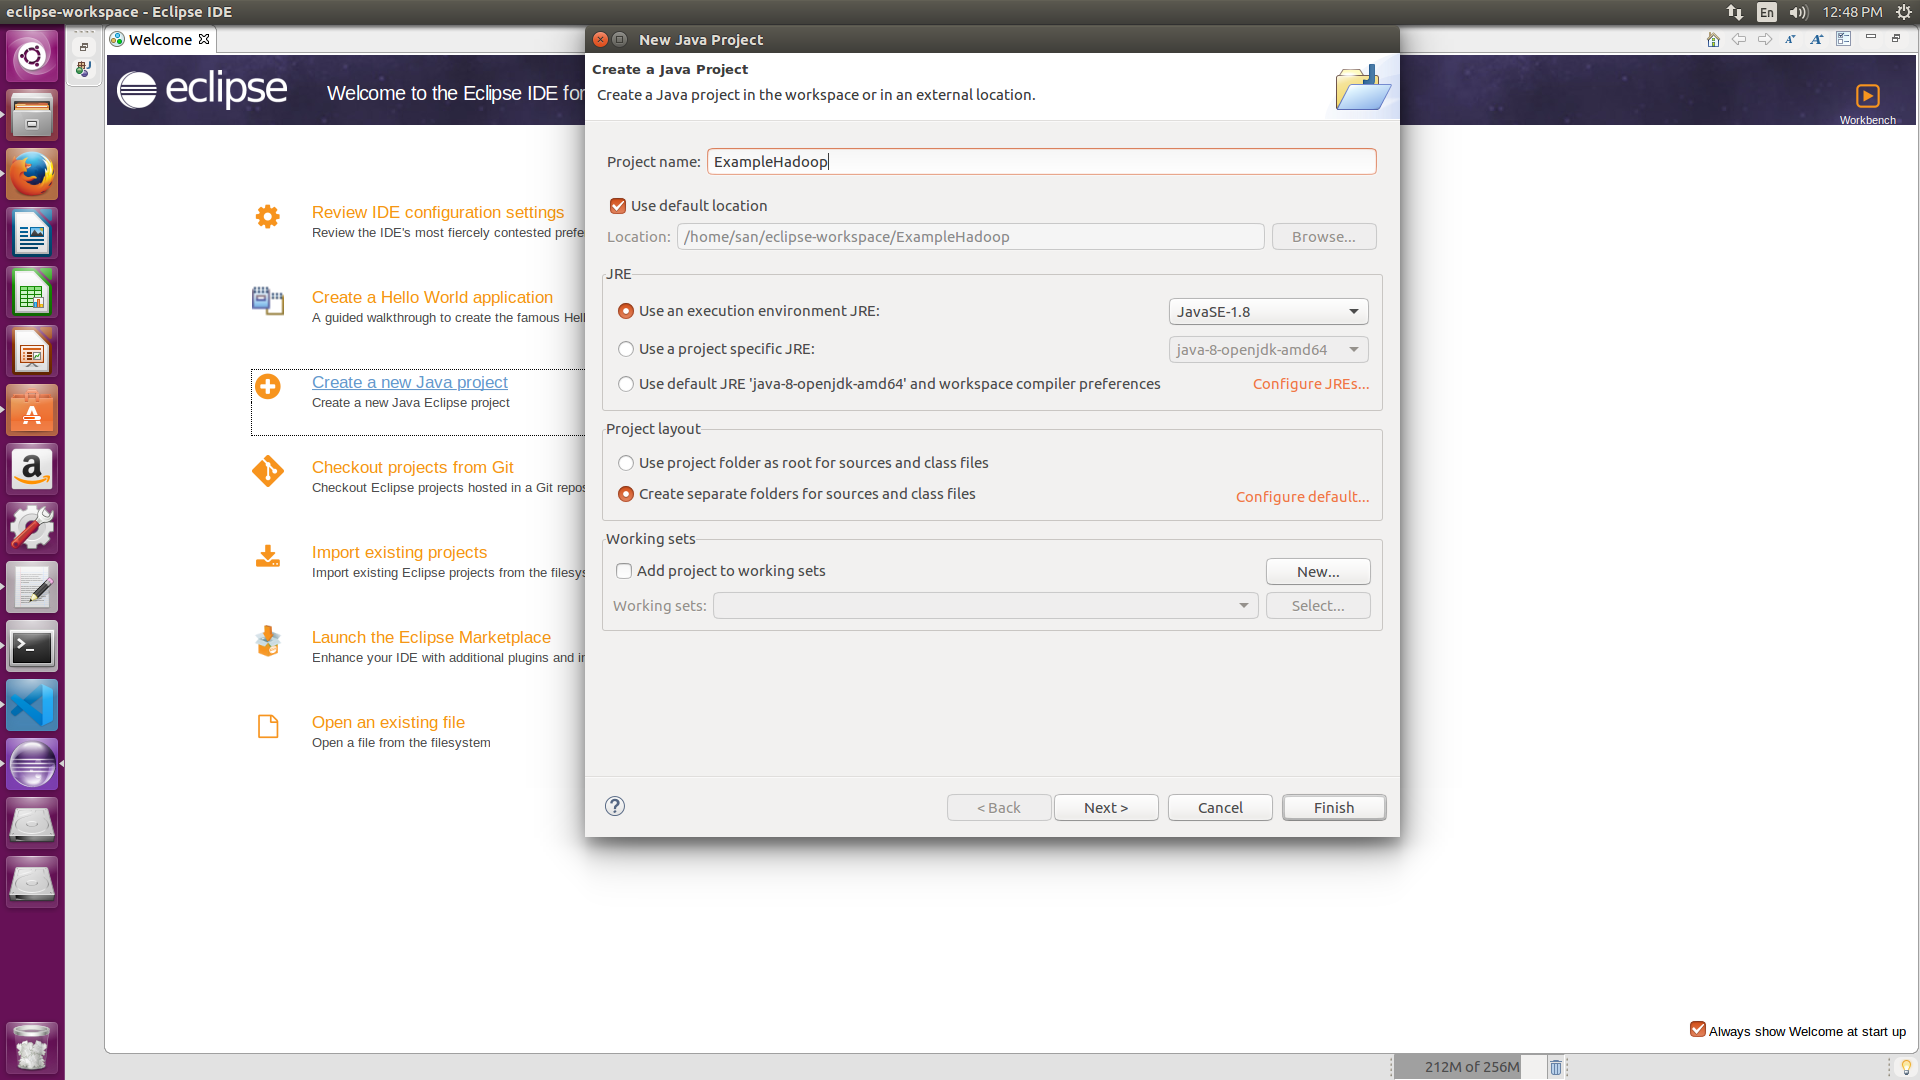 eclipse-workspace - Eclipse IDE
En
12:48 PM
Welcome
eclipse
Welcome to the Eclipse IDE for
Workbench
Review IDE configuration settings
Review the IDE's most fiercely contested prefe
Create a Hello World application
A guided walkthrough to create the famous Hel
Create a new Java project
Create a new Java Eclipse project
Checkout projects from Git
Checkout Eclipse projects hosted in a Git repos
Import existing projects
Import existing Eclipse projects from the filesys
Launch the Eclipse Marketplace
Enhance your IDE with additional plugins and in
Open an existing file
Open a file from the filesystem
New Java Project
Create a Java Project
Create a Java project in the workspace or in an external location.
Project name: ExampleHadoop
Use default location
Location: /home/san/eclipse-workspace/ExampleHadoop Browse...
JRE
Use an execution environment JRE: JavaSE-1.8
Use a project specific JRE: java-8-openjdk-amd64
Use default JRE 'java-8-openjdk-amd64' and workspace compiler preferences Configure JREs...
Project layout
Use project folder as root for sources and class files
Create separate folders for sources and class files Configure default...
Working sets
Add project to working sets New...
Working sets: Select...
< Back Next > Cancel Finish
Always show Welcome at start up
212M of 256M